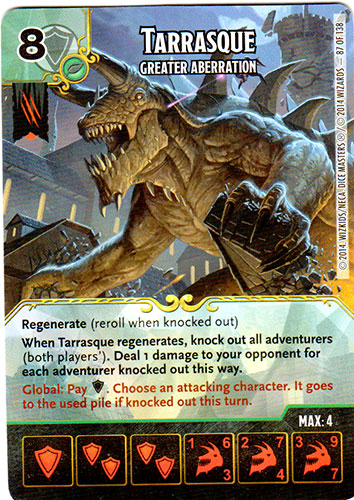 8
TARRASQUE
GREATER ABERRATION
© 2014 WIZKIDS/NECA. DICE MASTERS ®/© 2014 WIZARDS — 87 OF 138
Regenerate (reroll when knocked out)
When Tarrasque regenerates, knock out all adventurers
(both players'). Deal 1 damage to your opponent for
each adventurer knocked out this way.
Global: Pay . Choose an attacking character. It goes
to the used pile if knocked out this turn.
MAX: 4
1 6 3
2 7 4
3 9 7